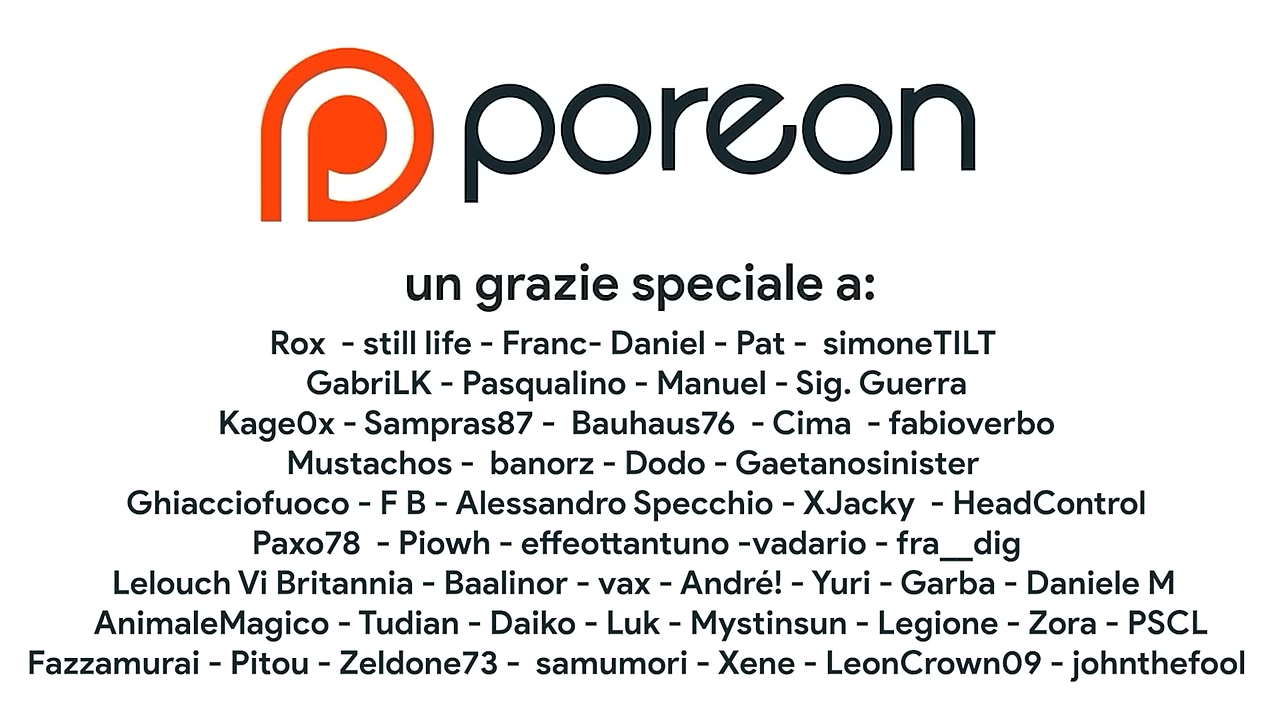 poreon
un grazie speciale a:
Rox - still life - Franc- Daniel - Pat - simoneTILT
GabriLK - Pasqualino - Manuel - Sig. Guerra
Kage0x - Sampras87 - Bauhaus76 - Cima - fabioverbo
Mustachos - banorz - Dodo - Gaetanosinister
Ghiacciofuoco - F B - Alessandro Specchio - XJacky - HeadControl
Paxo78 - Piowh - effeottantuno -vadario - fra__dig
Lelouch Vi Britannia - Baalinor - vax - André! - Yuri - Garba - Daniele M
AnimaleMagico - Tudian - Daiko - Luk - Mystinsun - Legione - Zora - PSCL
Fazzamurai - Pitou - Zeldone73 - samumori - Xene - LeonCrown09 - johnthefool